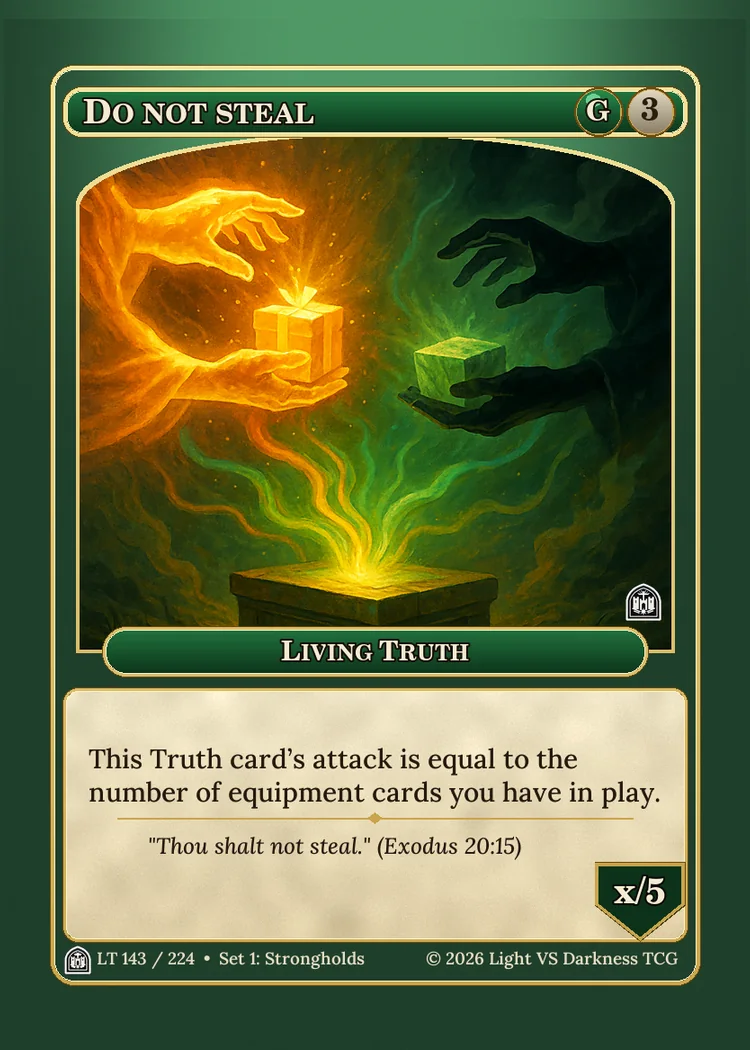 Do not steal G 3
Living Truth
This Truth card's attack is equal to the
number of equipment cards you have in play.
"Thou shalt not steal." (Exodus 20:15)
x/5
LT 143 / 224 • Set 1: Strongholds © 2026 Light VS Darkness TCG